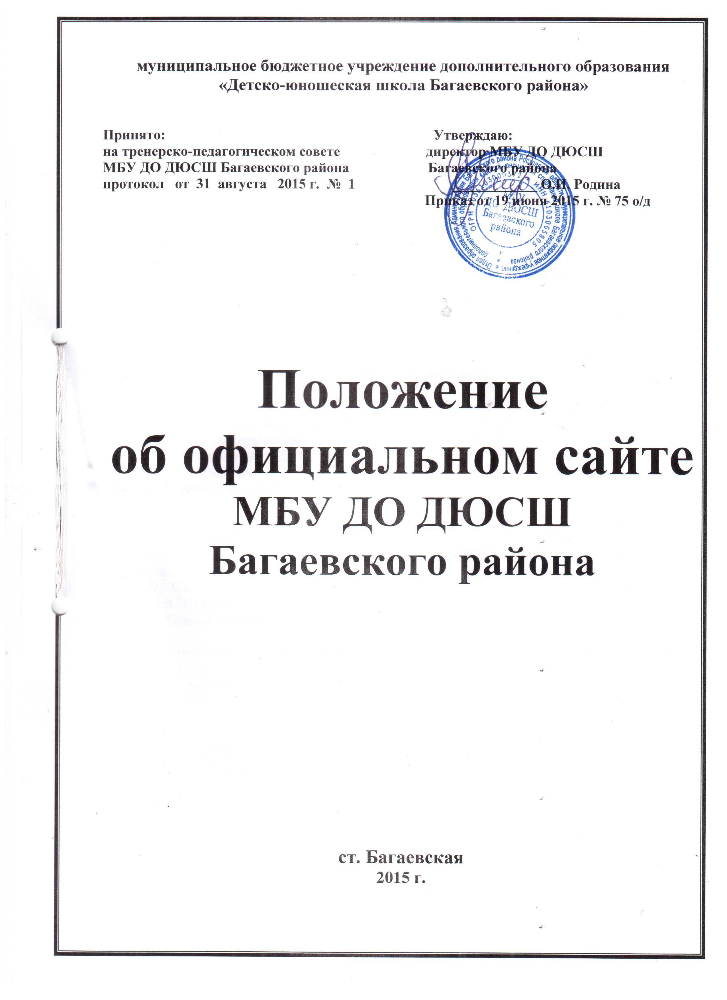 муниципальное бюджетное учреждение дополнительного образования
«Детско-юношеская школа Багаевского района»
Принято:
на тренерско-педагогическом совете
МБУ ДО ДЮСШ Багаевского района
протокол от 31 августа 2015 г. № 1
Утверждаю:
директор МБУ ДО ДЮСШ
Багаевского района
О.И. Родина
Приказ от 19 июня 2015 г. № 75 о/д
МБУ
ДО ДЮСШ
Багаевского
района
ИНН 6103005805
Положение
об официальном сайте
МБУ ДО ДЮСШ
Багаевского района
ст. Багаевская
2015 г.